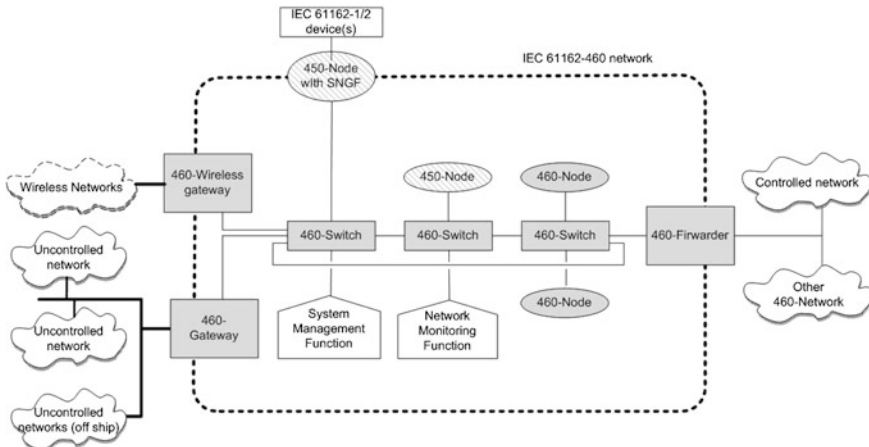 IEC 61162-1/2
device(s)
450-Node
with SNGF
IEC 61162-460 network
460-Wireless
gateway
Wireless Networks
450-Node
460-Node
Controlled network
460-Switch
460-Switch
460-Switch
460-Firwarder
Uncontrolled
network
460-
Gateway
System
Management
Function
Network
Monitoring
Function
460-Node
Other
460-Network
Uncontrolled
network
Uncontrolled
networks (off ship)